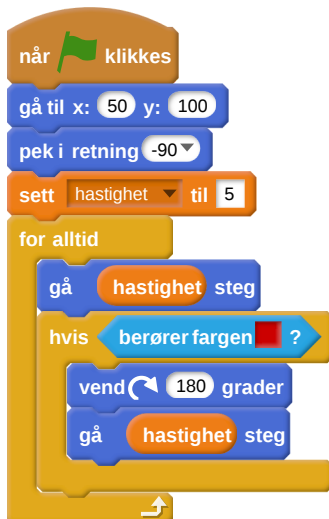 når klikkes
gå til x: 50 y: 100
pek i retning -90
sett hastighet til 5
for alltid
gå hastighet steg
hvis berører fargen ?
vend 180 grader
gå hastighet steg